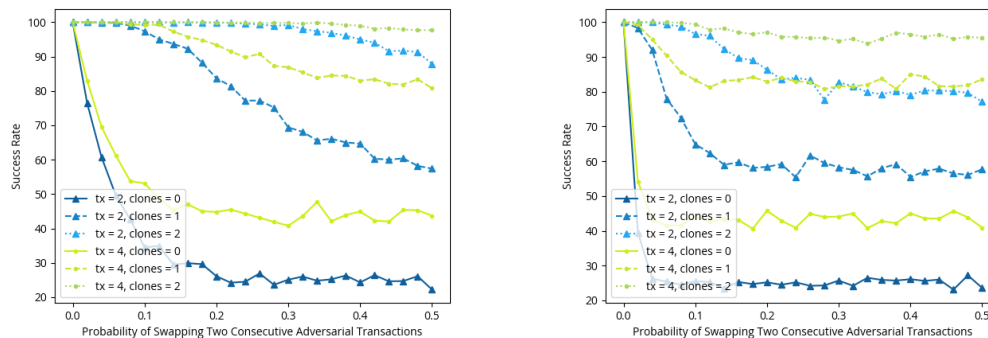 100
90
80
70
60
50
40
30
20
Success Rate
tx = 2, clones = 0
tx = 2, clones = 1
tx = 2, clones = 2
tx = 4, clones = 0
tx = 4, clones = 1
tx = 4, clones = 2
0.0 0.1 0.2 0.3 0.4 0.5
Probability of Swapping Two Consecutive Adversarial Transactions
100
90
80
70
60
50
40
30
20
Success Rate
tx = 2, clones = 0
tx = 2, clones = 1
tx = 2, clones = 2
tx = 4, clones = 0
tx = 4, clones = 1
tx = 4, clones = 2
0.0 0.1 0.2 0.3 0.4 0.5
Probability of Swapping Two Consecutive Adversarial Transactions